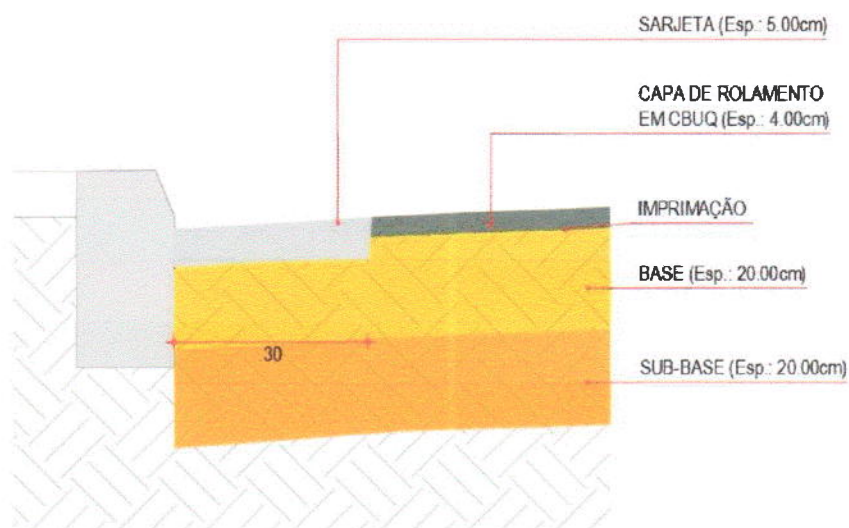 SARJETA (Esp.: 5.00cm)
CAPA DE ROLAMENTO
EM CBUQ (Esp.: 4.00cm)
IMPRIMAÇÃO
BASE (Esp.: 20.00cm)
30
SUB-BASE (Esp.: 20.00cm)